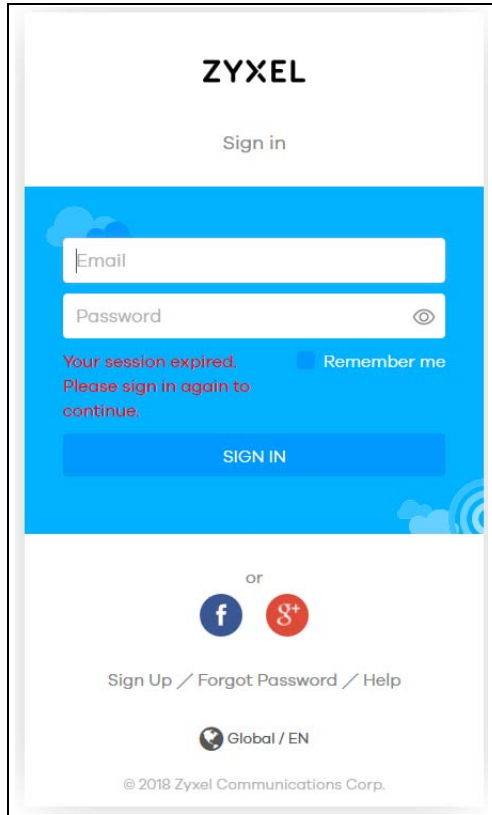 ZYXEL
Sign in
Email
Password
Your session expired.
Please sign in again to
continue.
Remember me
SIGN IN
or
f
g+
Sign Up / Forgot Password / Help
Global / EN
© 2018 Zyxel Communications Corp.